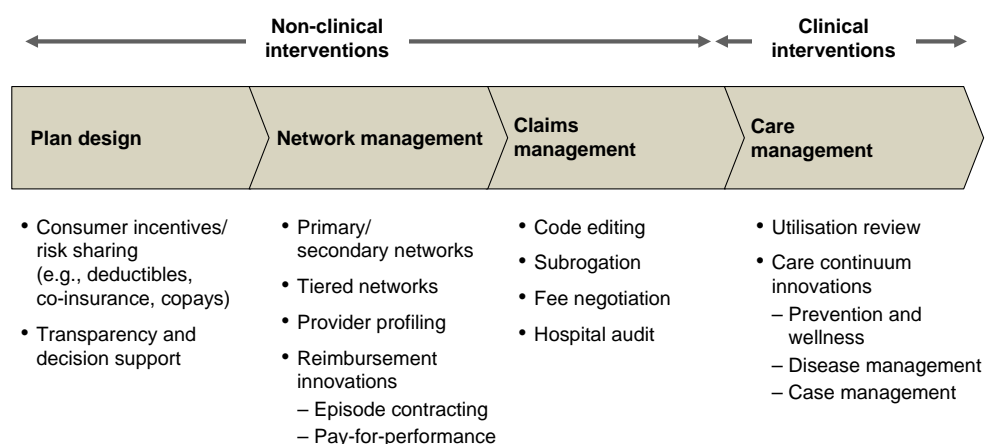 Non-clinical
interventions
Clinical
interventions
Plan design
Network management
Claims
management
Care
management
• Consumer incentives/
risk sharing
(e.g., deductibles,
co-insurance, copays)
• Transparency and
decision support
• Primary/
secondary networks
• Tiered networks
• Provider profiling
• Reimbursement
innovations
– Episode contracting
– Pay-for-performance
• Code editing
• Subrogation
• Fee negotiation
• Hospital audit
• Utilisation review
• Care continuum
innovations
– Prevention and
wellness
– Disease management
– Case management